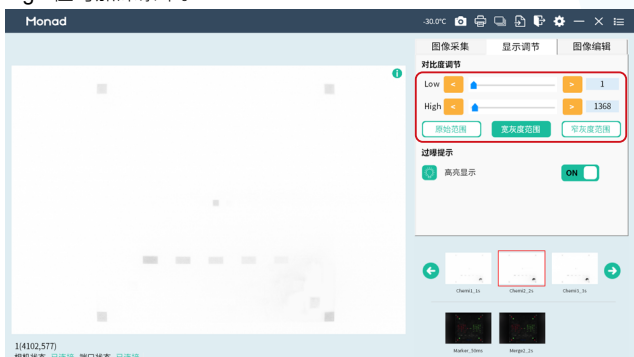 Monad
-30.0°C
图像采集 显示调节 图像编辑
对比度调节
Low < > 1
High < > 1368
原始范围 宽灰度范围 窄灰度范围
过曝提示
高亮显示 ON
Chemi1_1s Chemi2_2s Chemi3_3s
Marker_30ms Merge1_2s
1(4102,577)